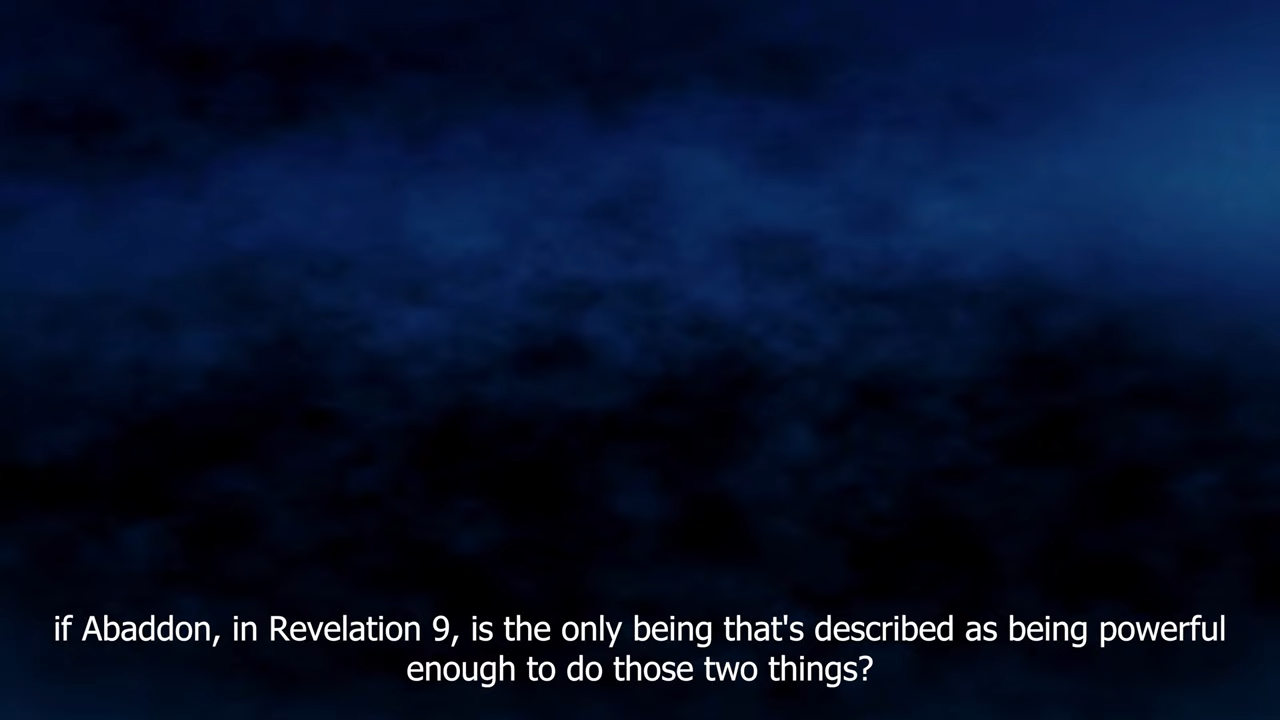 if Abaddon, in Revelation 9, is the only being that's described as being powerful
enough to do those two things?